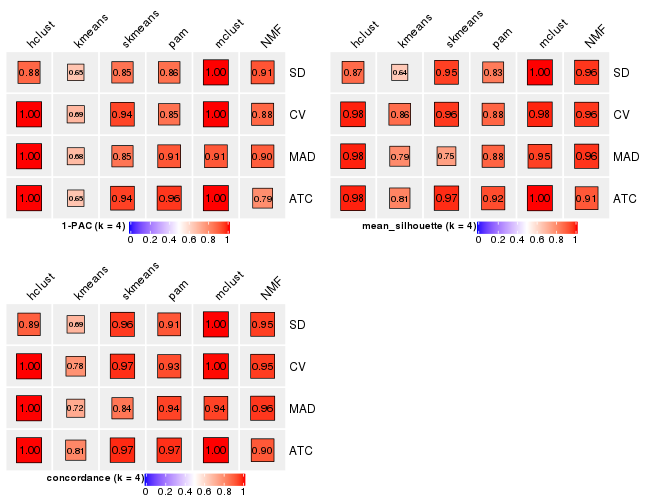 hclust kmeans skmeans pam mclust NMF
0.88 0.65 0.85 0.86 1.00 0.91 SD
1.00 0.69 0.94 0.85 1.00 0.88 CV
1.00 0.68 0.85 0.91 0.91 0.90 MAD
1.00 0.65 0.94 0.96 1.00 0.79 ATC
1-PAC (k = 4)
0 0.2 0.4 0.6 0.8 1
hclust kmeans skmeans pam mclust NMF
0.87 0.64 0.95 0.83 1.00 0.96 SD
0.98 0.86 0.96 0.88 0.98 0.95 CV
0.98 0.79 0.75 0.88 0.95 0.96 MAD
0.98 0.81 0.97 0.92 1.00 0.91 ATC
mean_silhouette (k = 4)
0 0.2 0.4 0.6 0.8 1
hclust kmeans skmeans pam mclust NMF
0.89 0.69 0.96 0.91 1.00 0.95 SD
1.00 0.78 0.97 0.93 1.00 0.95 CV
1.00 0.72 0.84 0.94 0.94 0.96 MAD
1.00 0.81 0.97 0.97 1.00 0.90 ATC
concordance (k = 4)
0 0.2 0.4 0.6 0.8 1